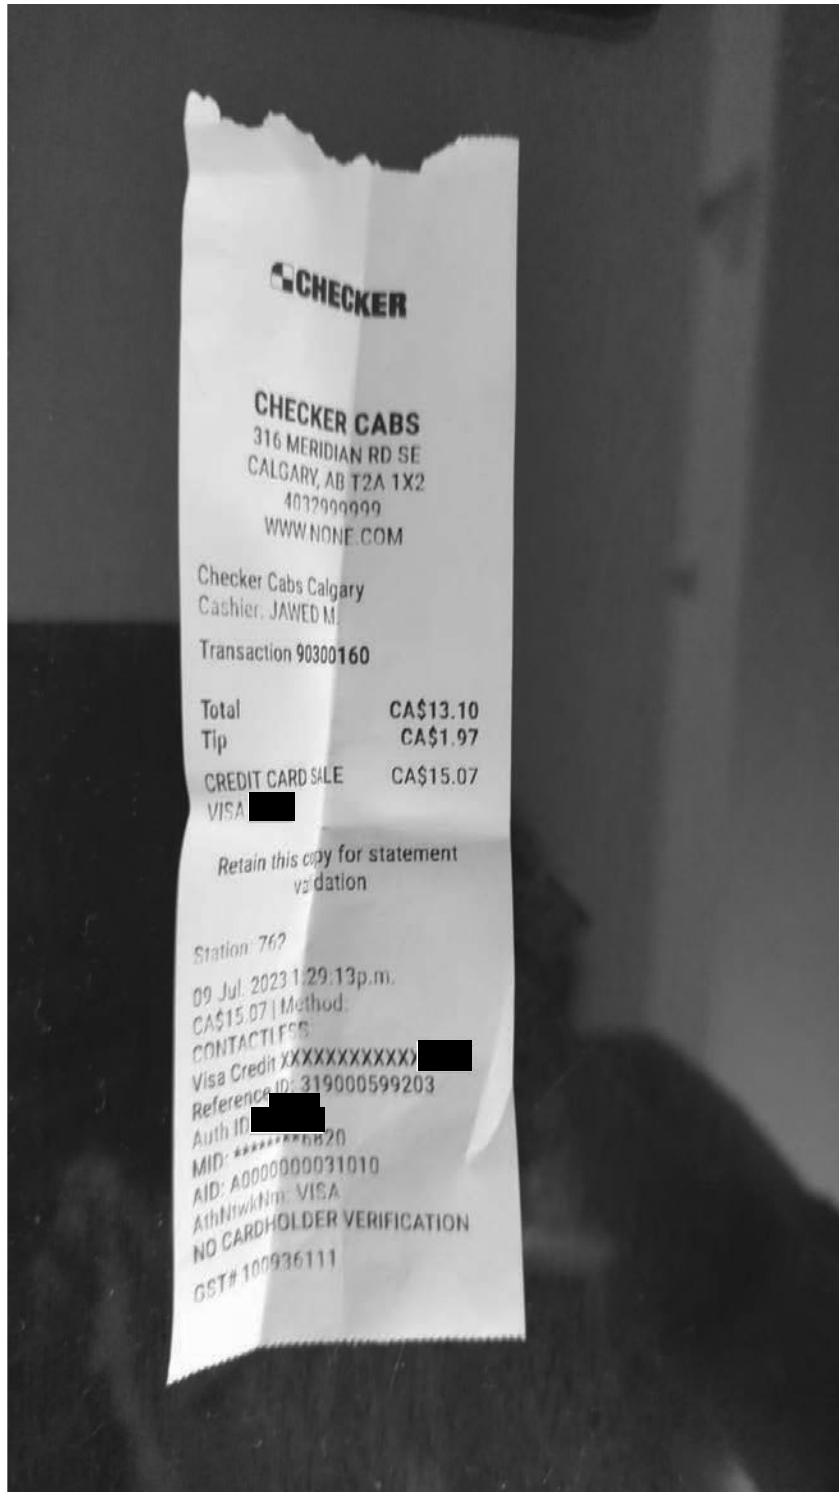 CHECKER
CHECKER CABS
316 MERIDIAN RD SE
CALGARY, AB T2A 1X2
4032999999
WWW.NONE.COM
Checker Cabs Calgary
Cashier: JAWED M.
Transaction 90300160
Total CA$13.10
Tip CA$1.97
CREDIT CARD SALE CA$15.07
VISA
Retain this copy for statement
validation
Station: 762
09 Jul. 2023 1:29:13p.m.
CA$15.07 | Method:
CONTACTLESS
Visa Credit XXXXXXXXXXXX
Reference ID: 319000599203
Auth ID
MID: ********6820
AID: A0000000031010
AthNtwkNm: VISA
NO CARDHOLDER VERIFICATION
GST# 100936111